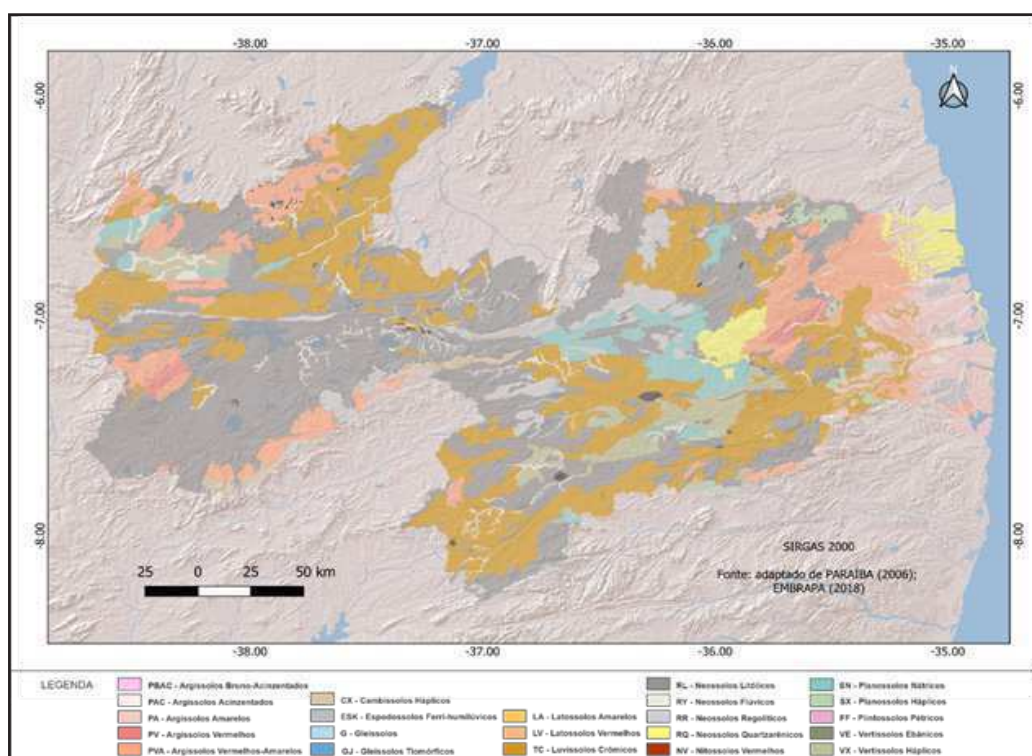 -38.00 -37.00 -36.00 -35.00
-6.00 -6.00
N
-7.00 -7.00
-8.00 -8.00
SIRGAS 2000
25 0 25 50 km
Fonte: adaptado de PARAÍBA (2006);
EMBRAPA (2018)
-38.00 -37.00 -36.00 -35.00
LEGENDA
PBAC - Argissolos Bruno-Acinzentados
PAC - Argissolos Acinzentados
PA - Argissolos Amarelos
PV - Argissolos Vermelhos
PVA - Argissolos Vermelhos-Amarelos
CX - Cambissolos Háplicos
ESK - Espodossolos Ferri-humilúvicos
G - Gleissolos
GJ - Gleissolos Tiomórficos
LA - Latossolos Amarelos
LV - Latossolos Vermelhos
TC - Luvissolos Crômicos
RL - Neossolos Litólicos
RY - Neossolos Flúvicos
RR - Neossolos Regolíticos
RQ - Neossolos Quartzarênicos
NV - Nitossolos Vermelhos
SN - Planossolos Nátricos
SX - Planossolos Háplicos
FF - Plintossolos Pétricos
VE - Vertissolos Ebânicos
VX - Vertissolos Háplicos